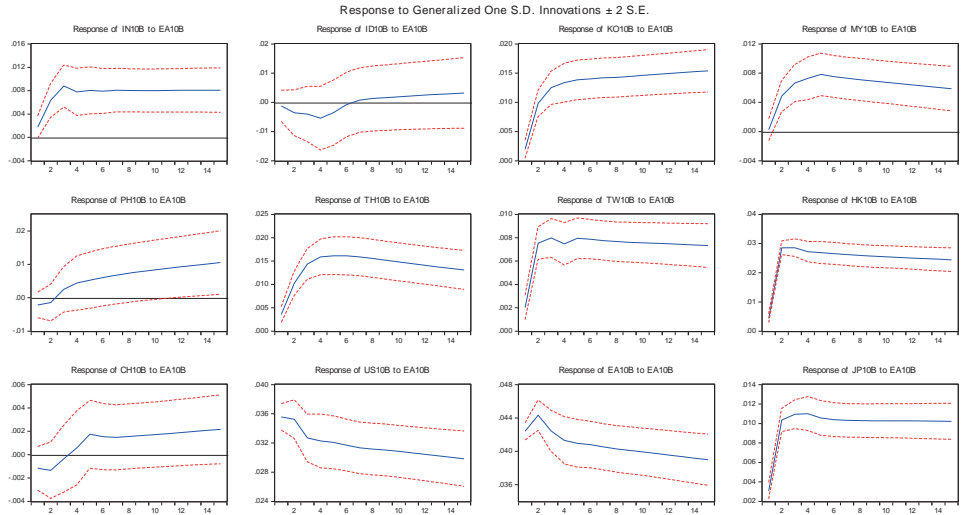 Response to Generalized One S.D. Innovations ± 2 S.E.
Response of IN10B to EA10B
.016
.012
.008
.004
.000
-.004
2 4 6 8 10 12 14
Response of ID10B to EA10B
.02
.01
.00
-.01
-.02
2 4 6 8 10 12 14
Response of KO10B to EA10B
.020
.015
.010
.005
.000
2 4 6 8 10 12 14
Response of MY10B to EA10B
.012
.008
.004
.000
-.004
2 4 6 8 10 12 14
Response of PH10B to EA10B
.02
.01
.00
-.01
2 4 6 8 10 12 14
Response of TH10B to EA10B
.025
.020
.015
.010
.005
.000
2 4 6 8 10 12 14
Response of TW10B to EA10B
.010
.008
.006
.004
.002
.000
2 4 6 8 10 12 14
Response of HK10B to EA10B
.04
.03
.02
.01
.00
2 4 6 8 10 12 14
Response of CH10B to EA10B
.006
.004
.002
.000
-.002
-.004
2 4 6 8 10 12 14
Response of US10B to EA10B
.040
.036
.032
.028
.024
2 4 6 8 10 12 14
Response of EA10B to EA10B
.048
.044
.040
.036
2 4 6 8 10 12 14
Response of JP10B to EA10B
.014
.012
.010
.008
.006
.004
.002
2 4 6 8 10 12 14